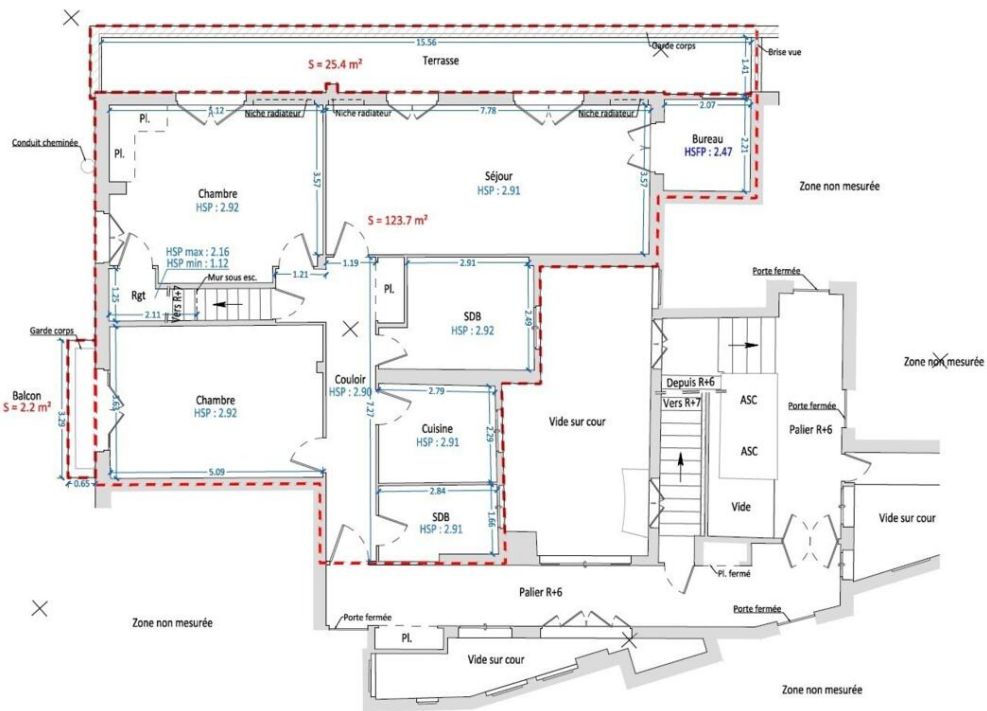 15.56
Garde corps
Brise vue
S = 25.4 m²
Terrasse
1.41
5.12
7.78
2.07
Niche radiateur
Niche radiateur
Niche radiateur
Pl.
Pl.
Conduit cheminée
Bureau
HSFP : 2.47
2.21
Séjour
HSP : 2.91
3.57
3.57
Zone non mesurée
Chambre
HSP : 2.92
S = 123.7 m²
HSP max : 2.16
HSP min : 1.12
1.21
1.19
2.91
Mur sous esc.
Porte fermée
1.25
Rgt
Vers R+7
2.11
Pl.
SDB
HSP : 2.92
2.49
Garde corps
Zone non mesurée
Couloir
HSP : 2.90
7.27
Depuis R+6
Vers R+7
Balcon
S = 2.2 m²
3.29
3.63
Chambre
HSP : 2.92
2.79
ASC
Porte fermée
Cuisine
HSP : 2.91
2.29
Vide sur cour
Palier R+6
ASC
5.09
0.65
2.84
SDB
HSP : 2.91
1.66
Vide
Vide sur cour
Pl. fermé
Palier R+6
Porte fermée
Porte fermée
Zone non mesurée
Pl.
Vide sur cour
Zone non mesurée